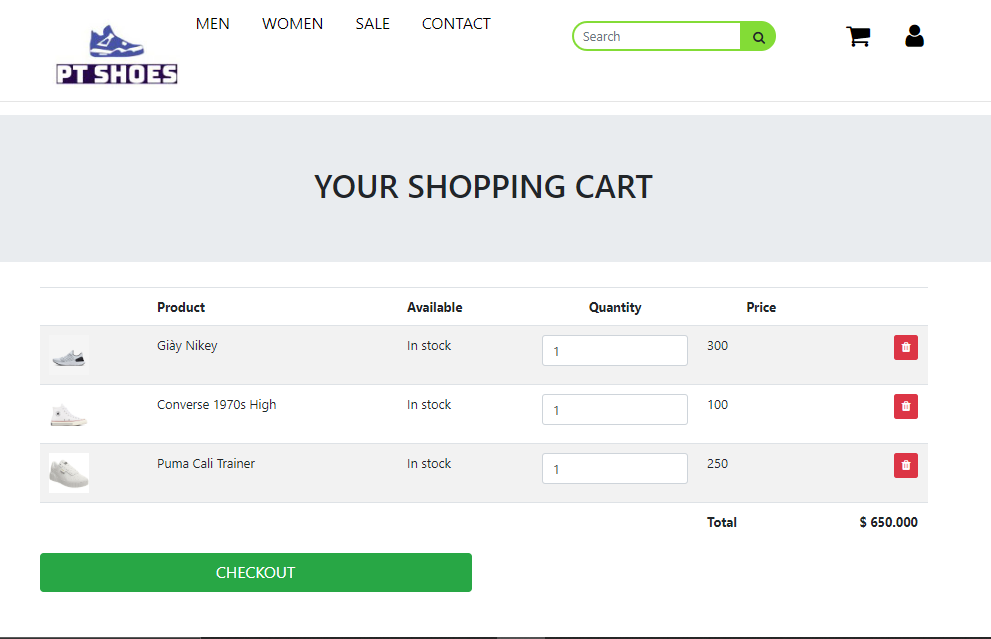 MEN WOMEN SALE CONTACT Search
PT SHOES
YOUR SHOPPING CART
Product Available Quantity Price
Giày Nikey In stock 1 300
Converse 1970s High In stock 1 100
Puma Cali Trainer In stock 1 250
Total $ 650.000
CHECKOUT